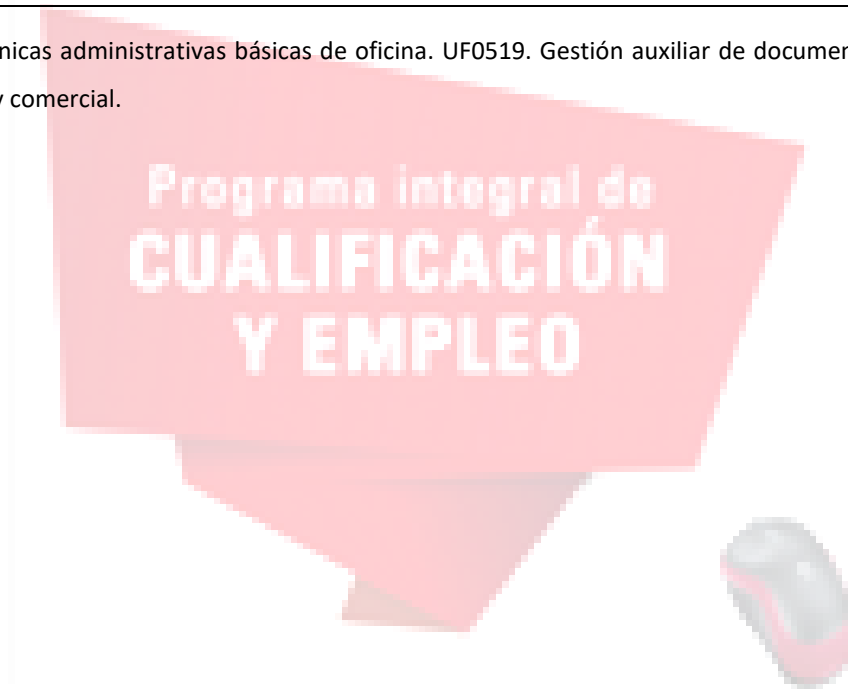 nicas administrativas básicas de oficina. UF0519. Gestión auxiliar de documen
y comercial.
Programa integral de
CUALIFICACIÓN
Y EMPLEO